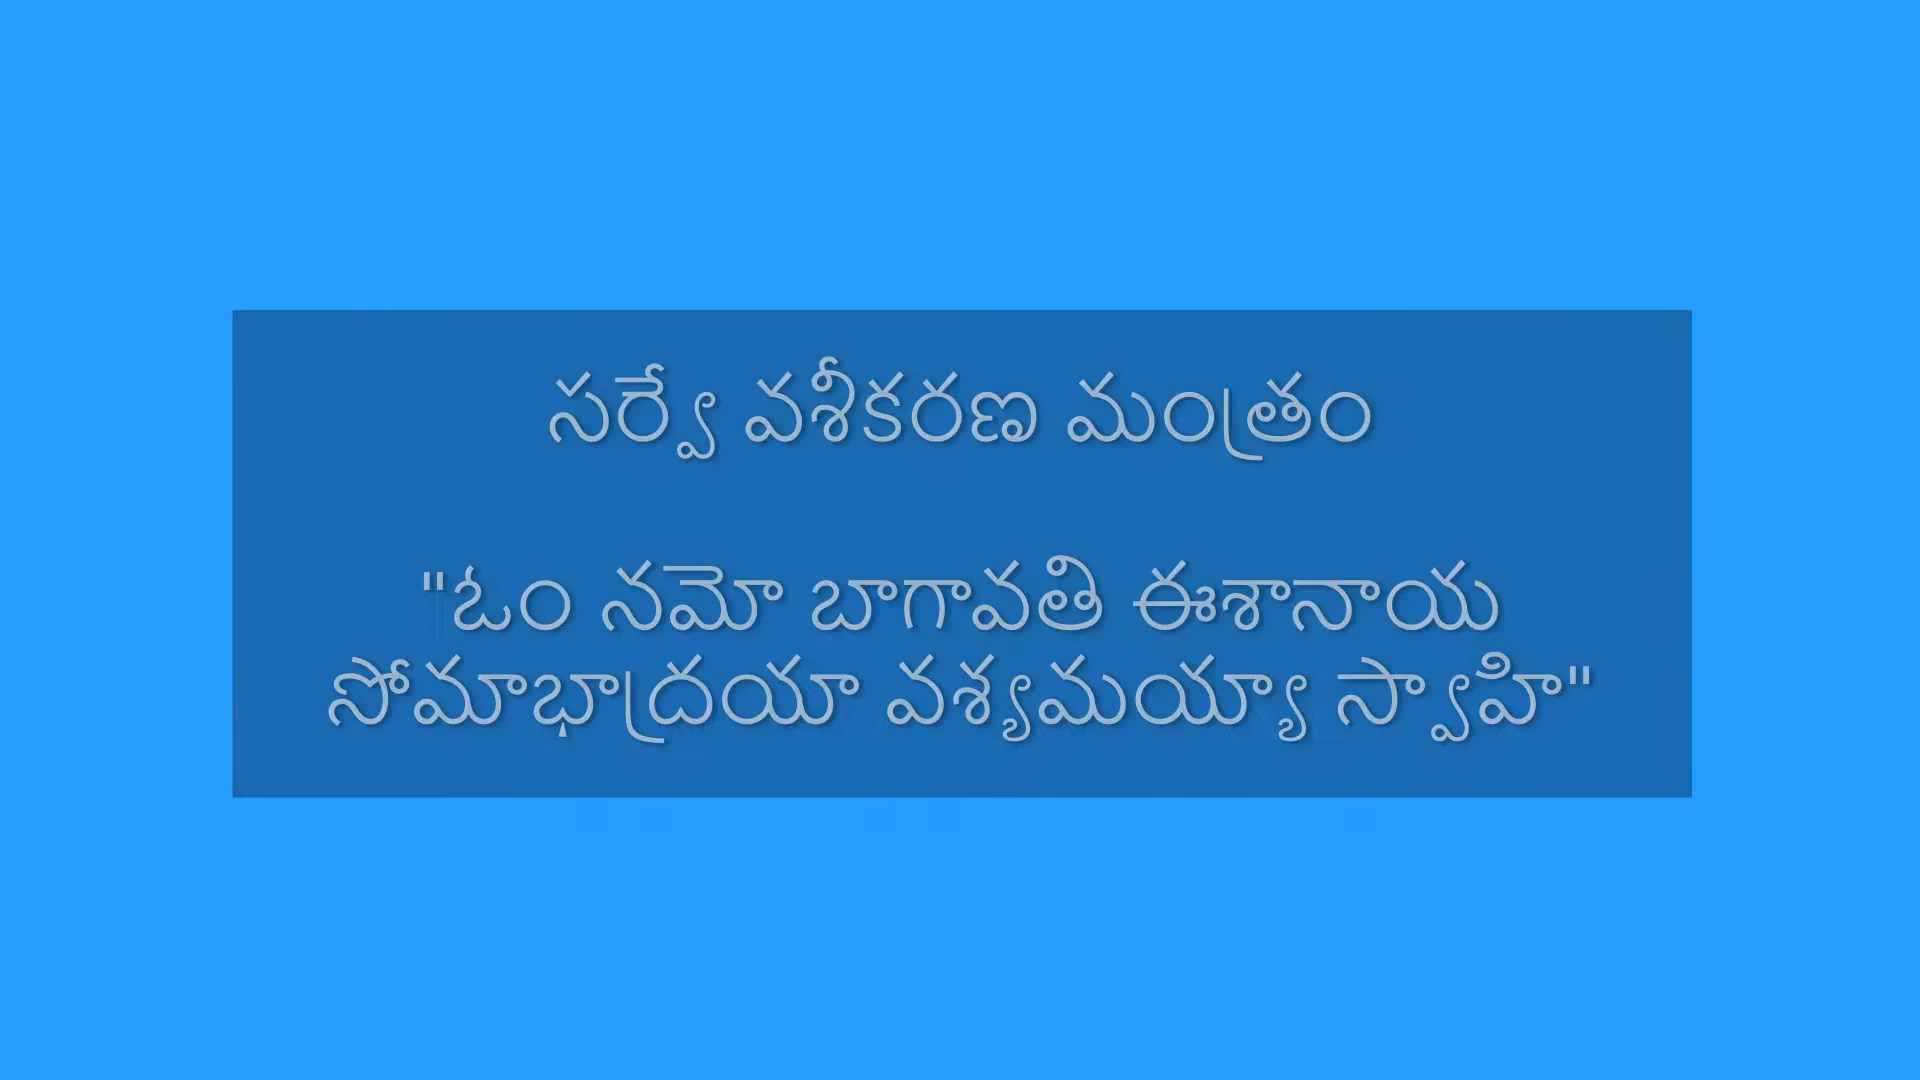 సర్వే వశీకరణ మంత్రం
"ఓం నమో బాగావతి ఈశానాయ
సోమాభాద్రయా వశ్యమయ్యా స్వాహి"